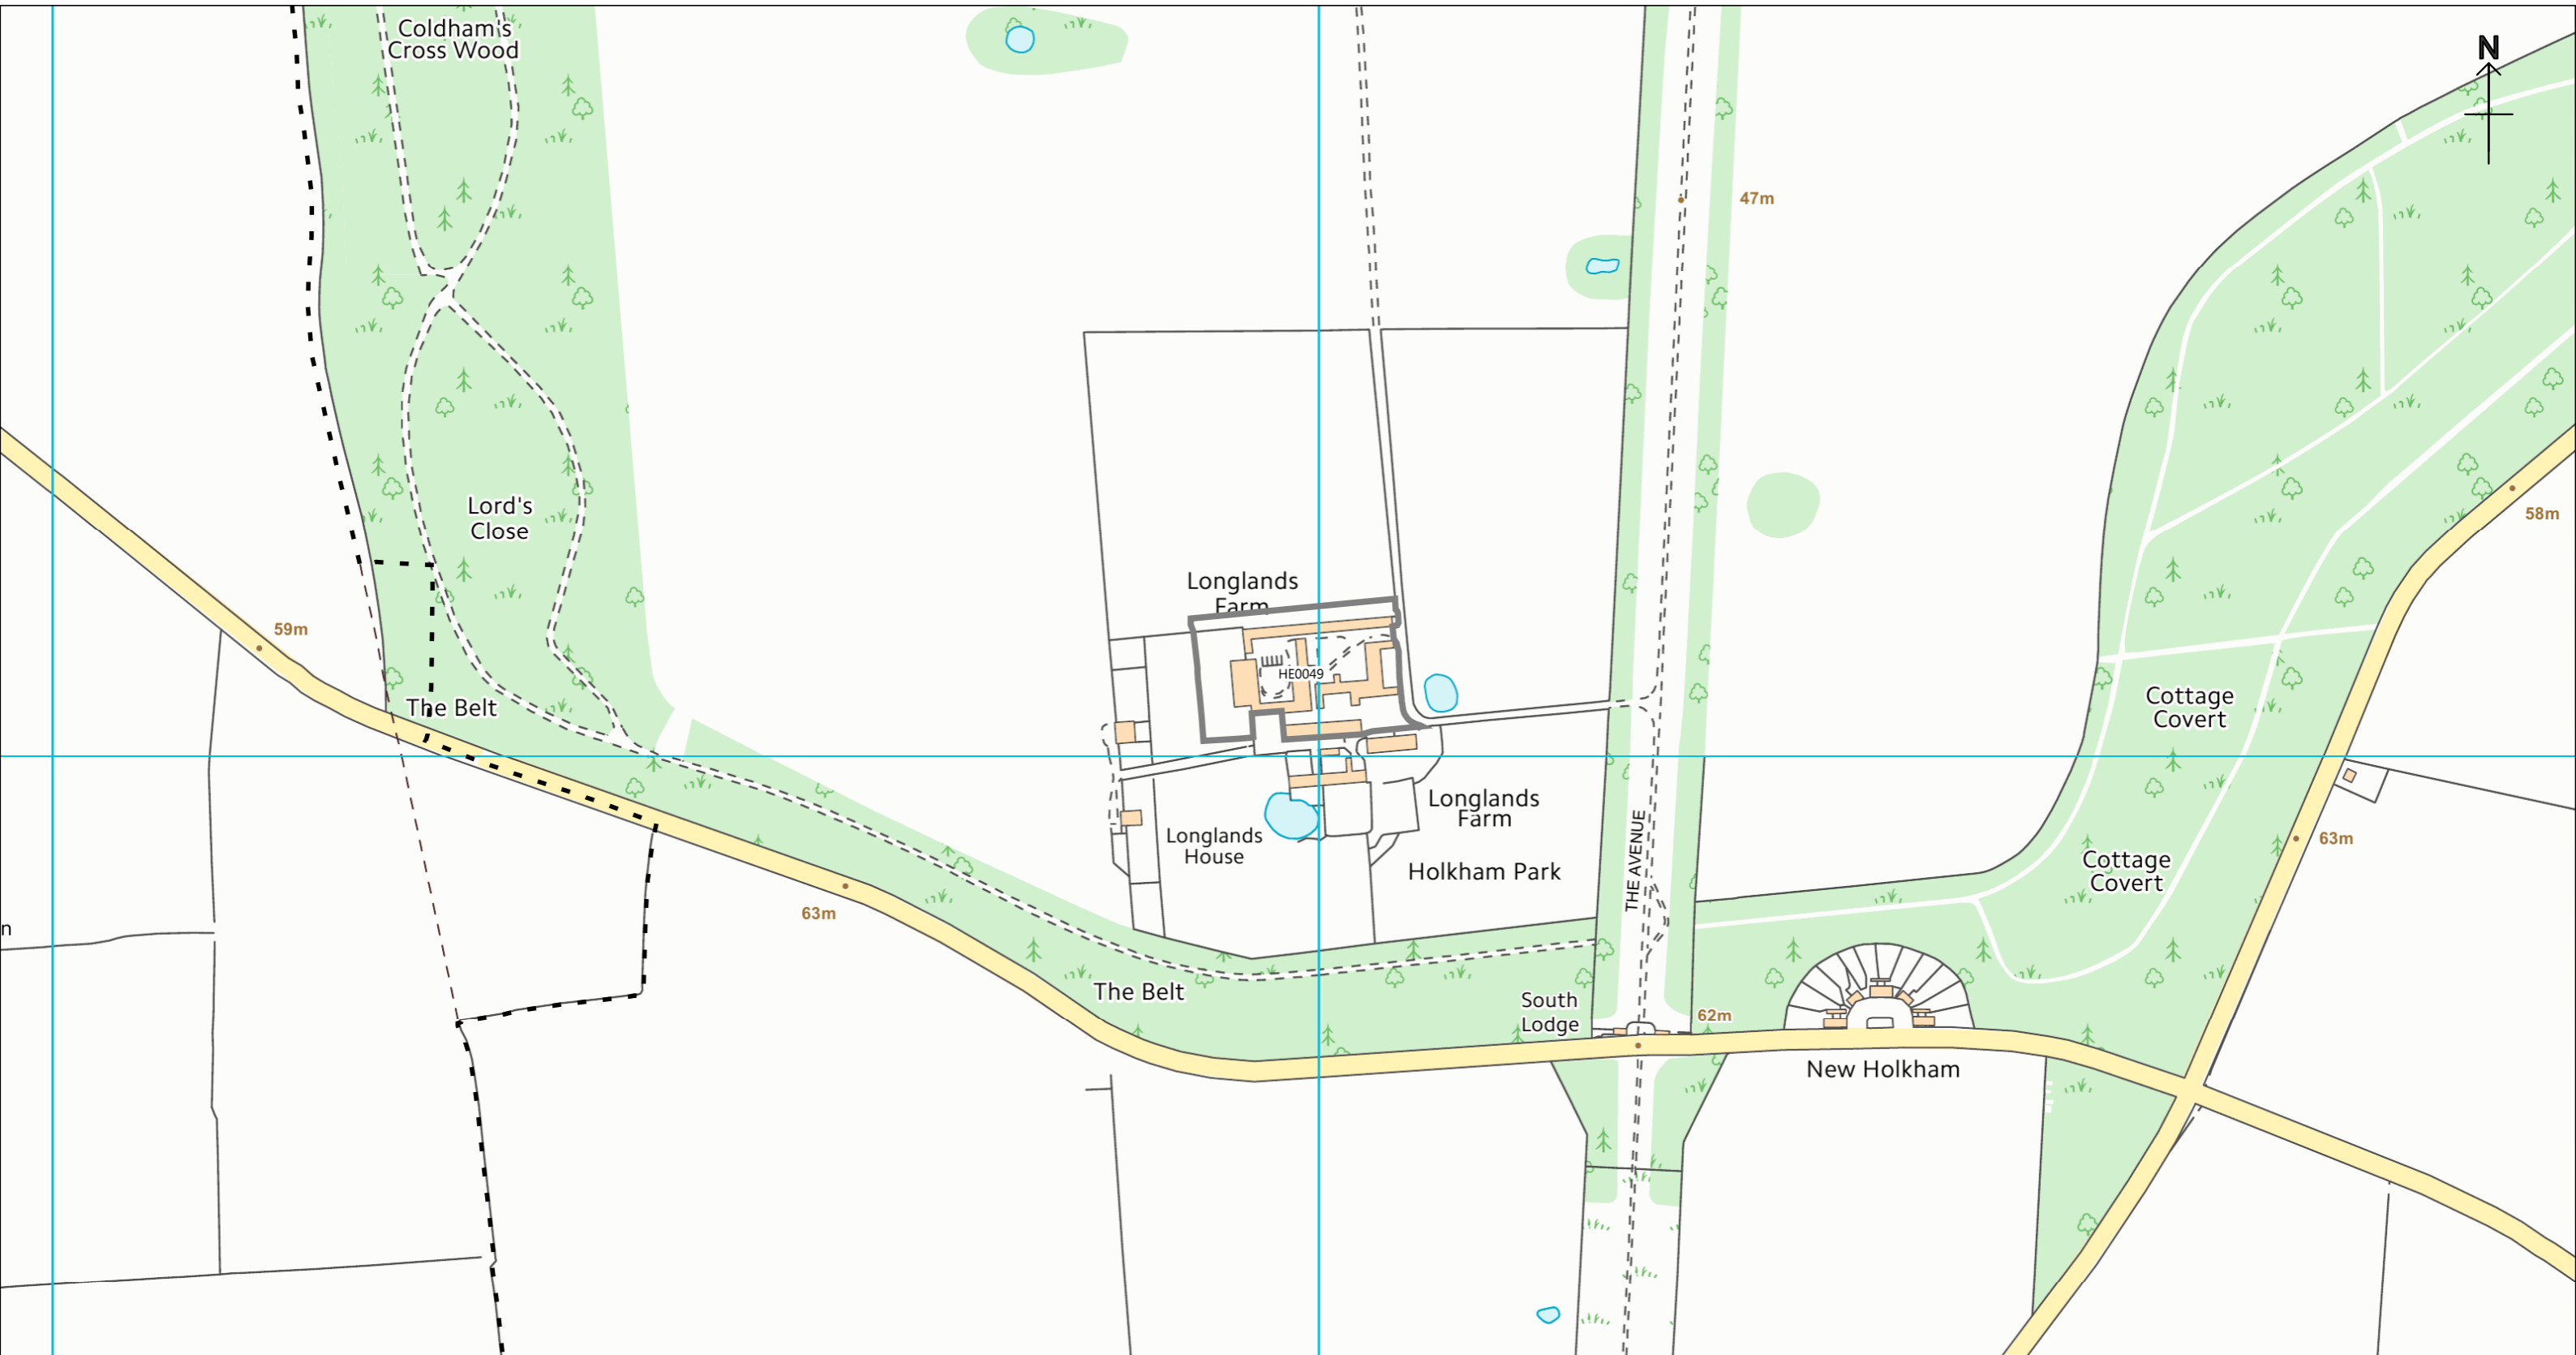 Coldham's
Cross Wood
N
47m
Lord's
Close
58m
Longlands
Farm
59m
HE0049
The Belt
Cottage
Covert
Longlands
Farm
Longlands
House
THE AVENUE
63m
Cottage
Covert
Holkham Park
63m
n
The Belt
South
Lodge
62m
New Holkham